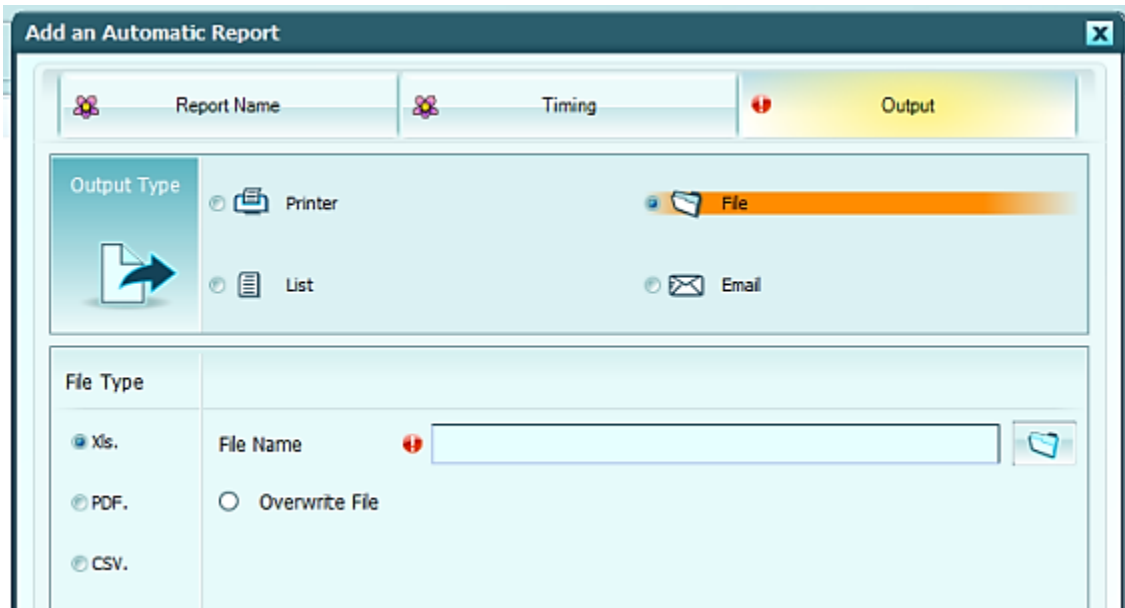 Add an Automatic Report
Report Name
Timing
Output
Output Type
Printer
File
List
Email
File Type
Xls.
File Name
PDF.
Overwrite File
CSV.